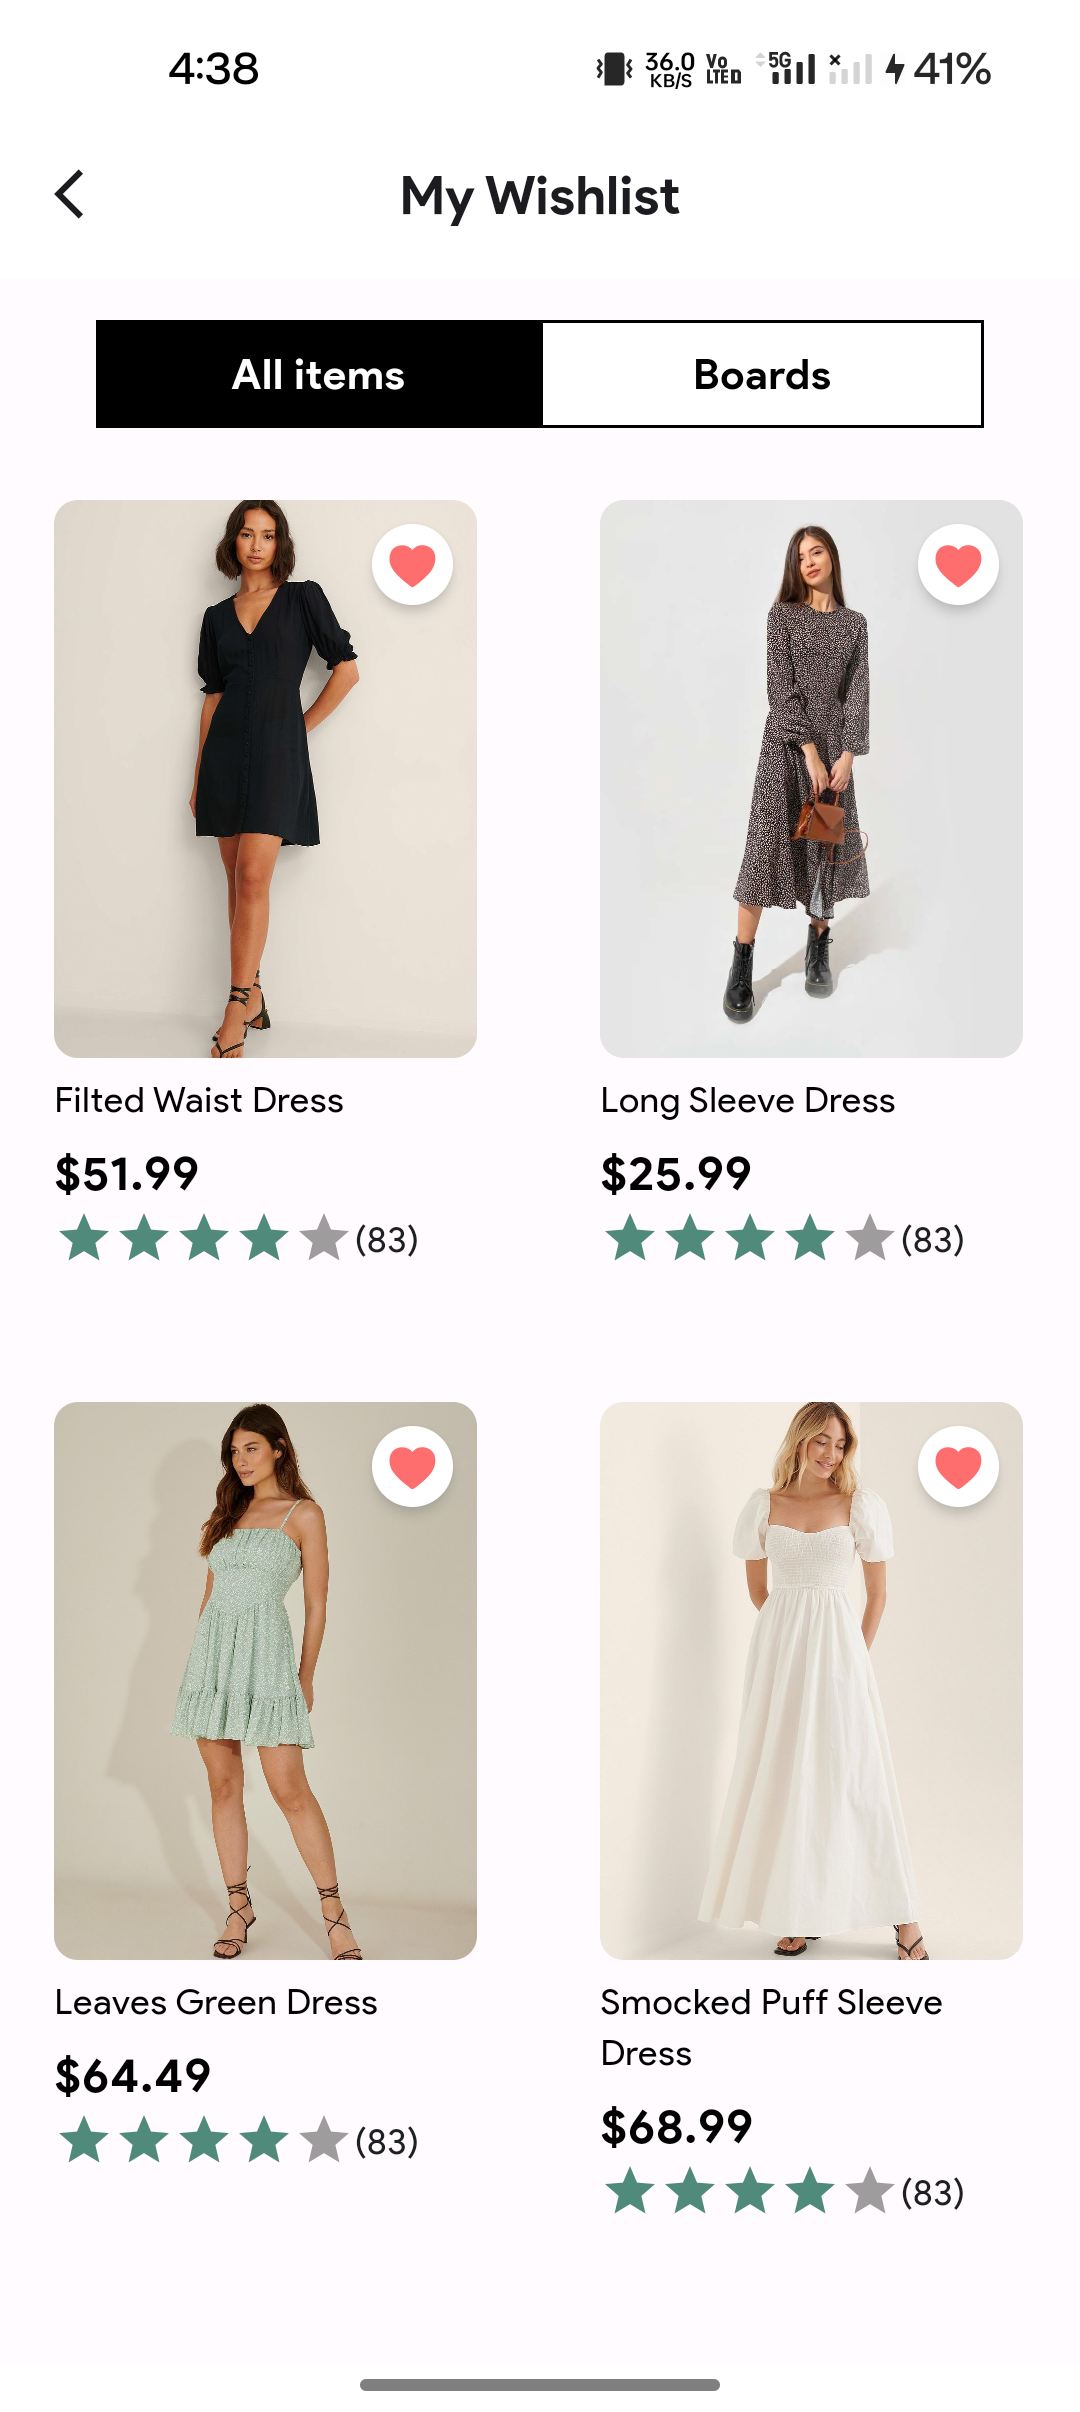 4:38
36.0
KB/S
Vo
LTE
5G
41%
My Wishlist
All items
Boards
Filted Waist Dress
$51.99
(83)
Long Sleeve Dress
$25.99
(83)
Leaves Green Dress
$64.49
(83)
Smocked Puff Sleeve
Dress
$68.99
(83)